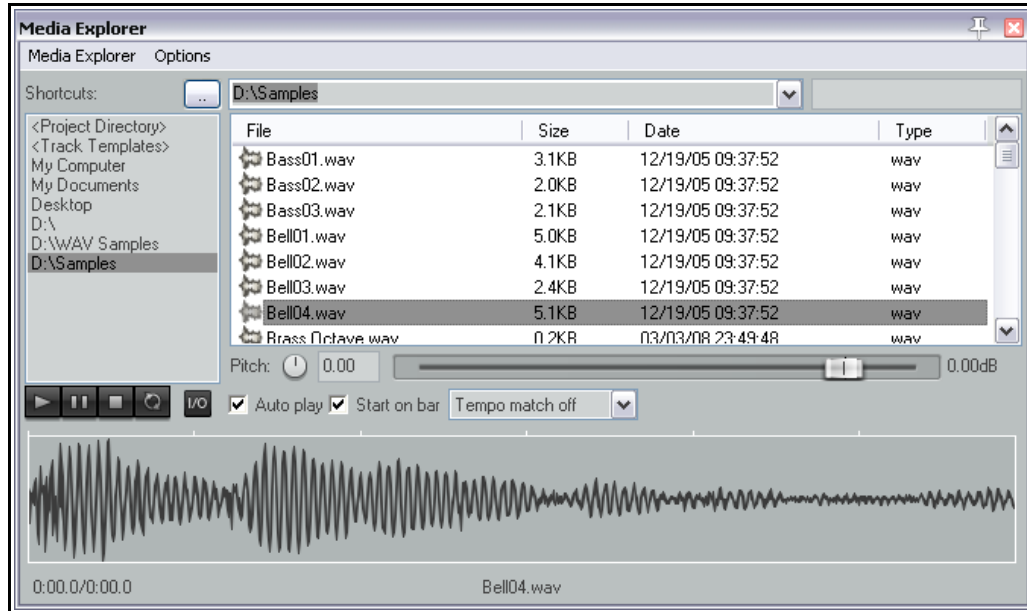 Media Explorer
Media Explorer Options
Shortcuts: .. D:\Samples
<Project Directory>
<Track Templates>
My Computer
My Documents
Desktop
D:\
D:\WAV Samples
D:\Samples
File Size Date Type
Bass01.wav 3.1KB 12/19/05 09:37:52 wav
Bass02.wav 2.0KB 12/19/05 09:37:52 wav
Bass03.wav 2.1KB 12/19/05 09:37:52 wav
Bell01.wav 5.0KB 12/19/05 09:37:52 wav
Bell02.wav 4.1KB 12/19/05 09:37:52 wav
Bell03.wav 2.4KB 12/19/05 09:37:52 wav
Bell04.wav 5.1KB 12/19/05 09:37:52 wav
Brass Octave.wav 0.2KB 03/03/08 23:49:48 wav
Pitch: 0.00 0.00dB
I/O Auto play Start on bar Tempo match off
0:00.0/0:00.0 Bell04.wav